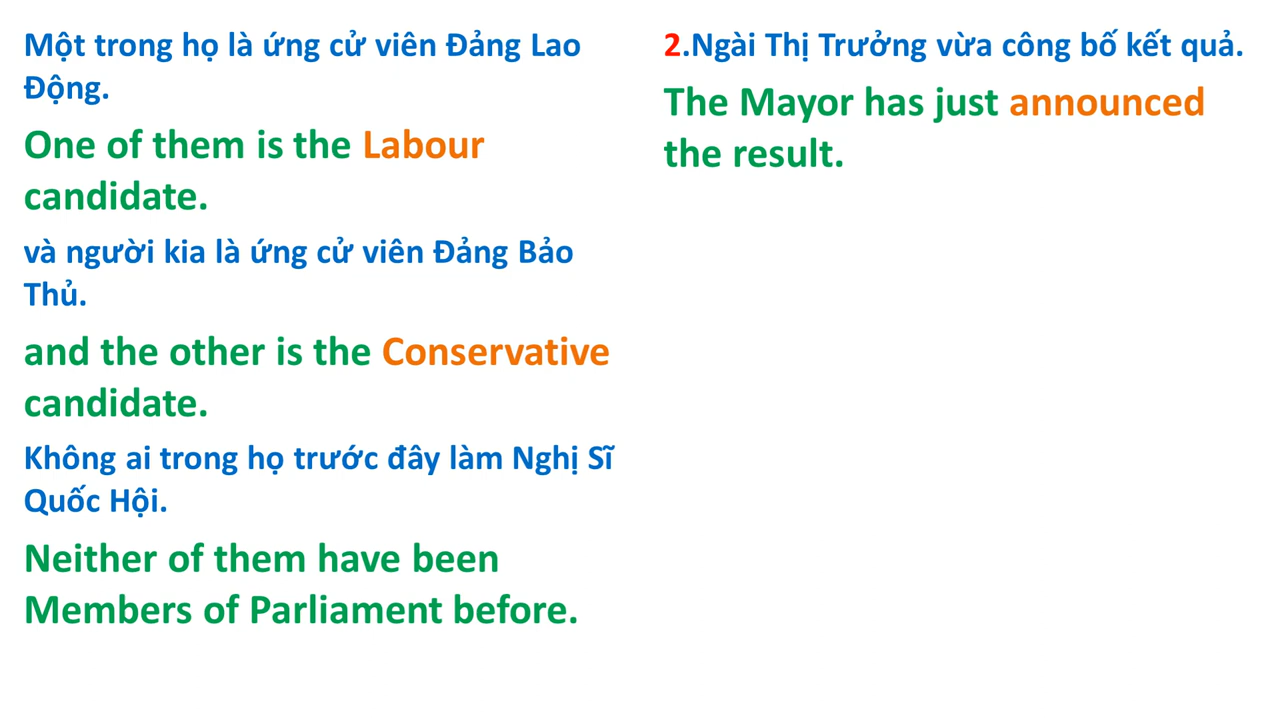 Một trong họ là ứng cử viên Đảng Lao
Động.
One of them is the Labour
candidate.
và người kia là ứng cử viên Đảng Bảo
Thủ.
and the other is the Conservative
candidate.
Không ai trong họ trước đây làm Nghị Sĩ
Quốc Hội.
Neither of them have been
Members of Parliament before.
2.Ngài Thị Trưởng vừa công bố kết quả.
The Mayor has just announced
the result.